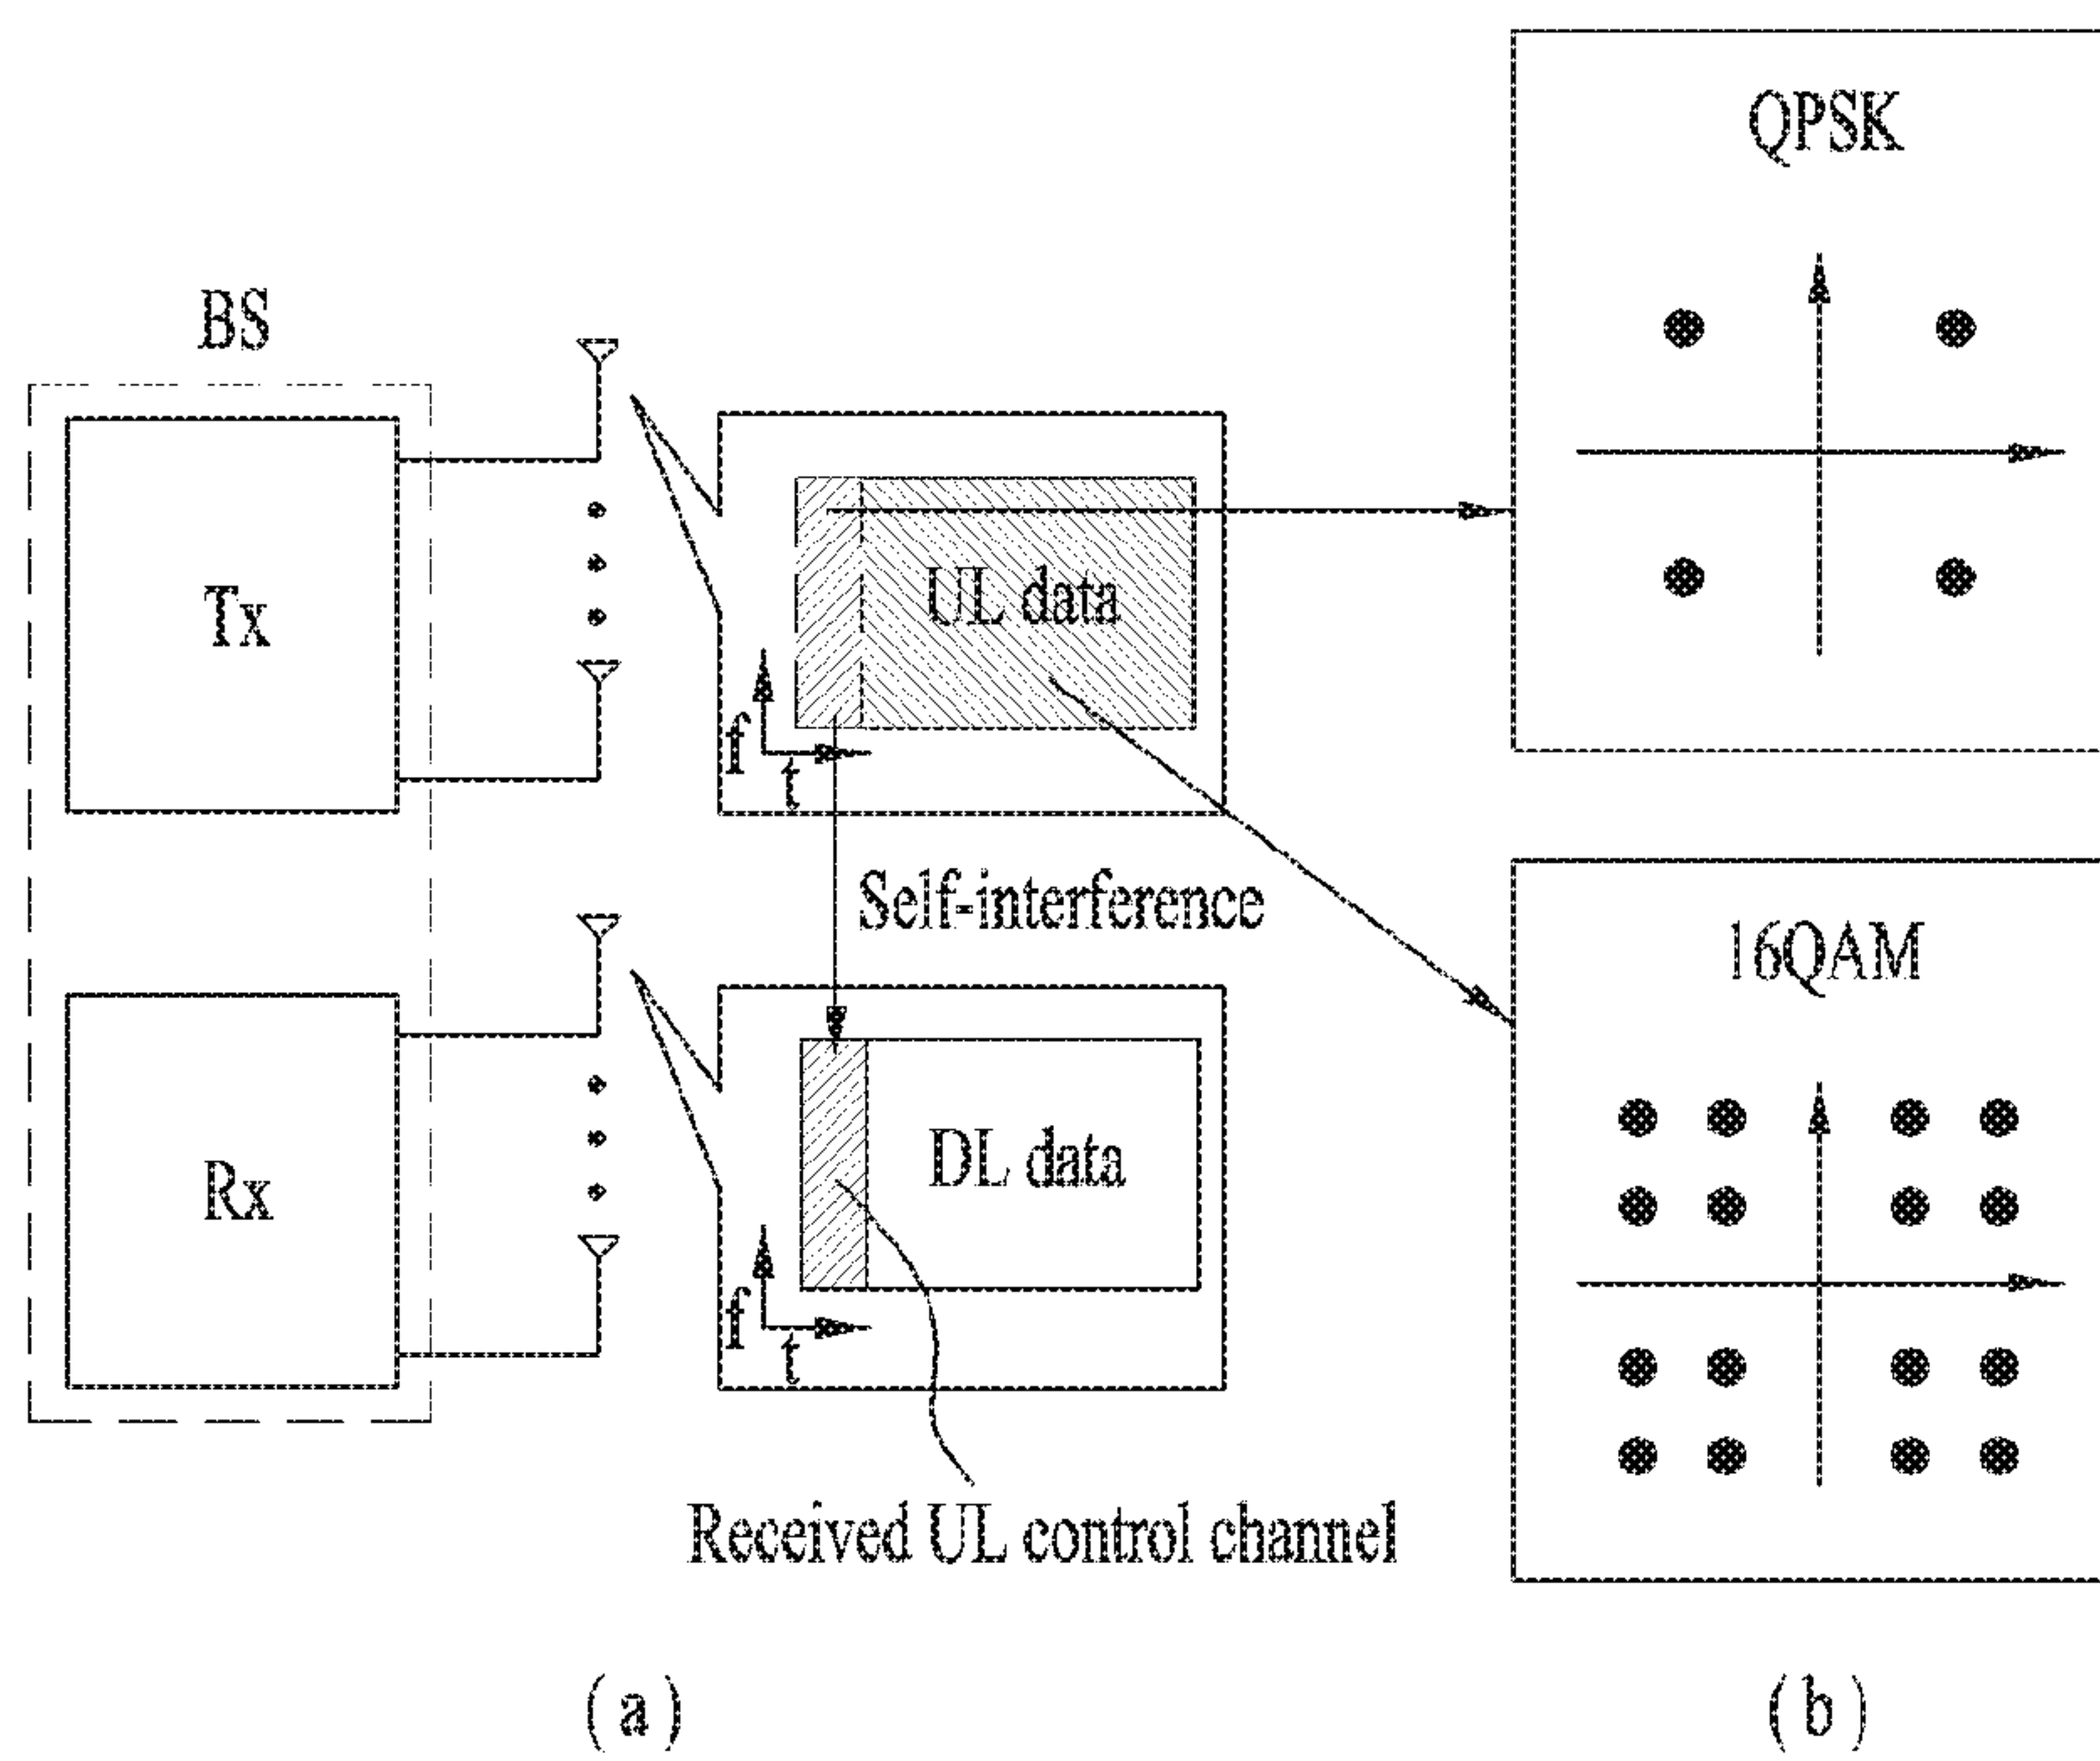 QPSK
BS
Tx
UL data
f
t
Self-interference
16QAM
Rx
DL data
f
t
Received UL control channel
(a)
(b)